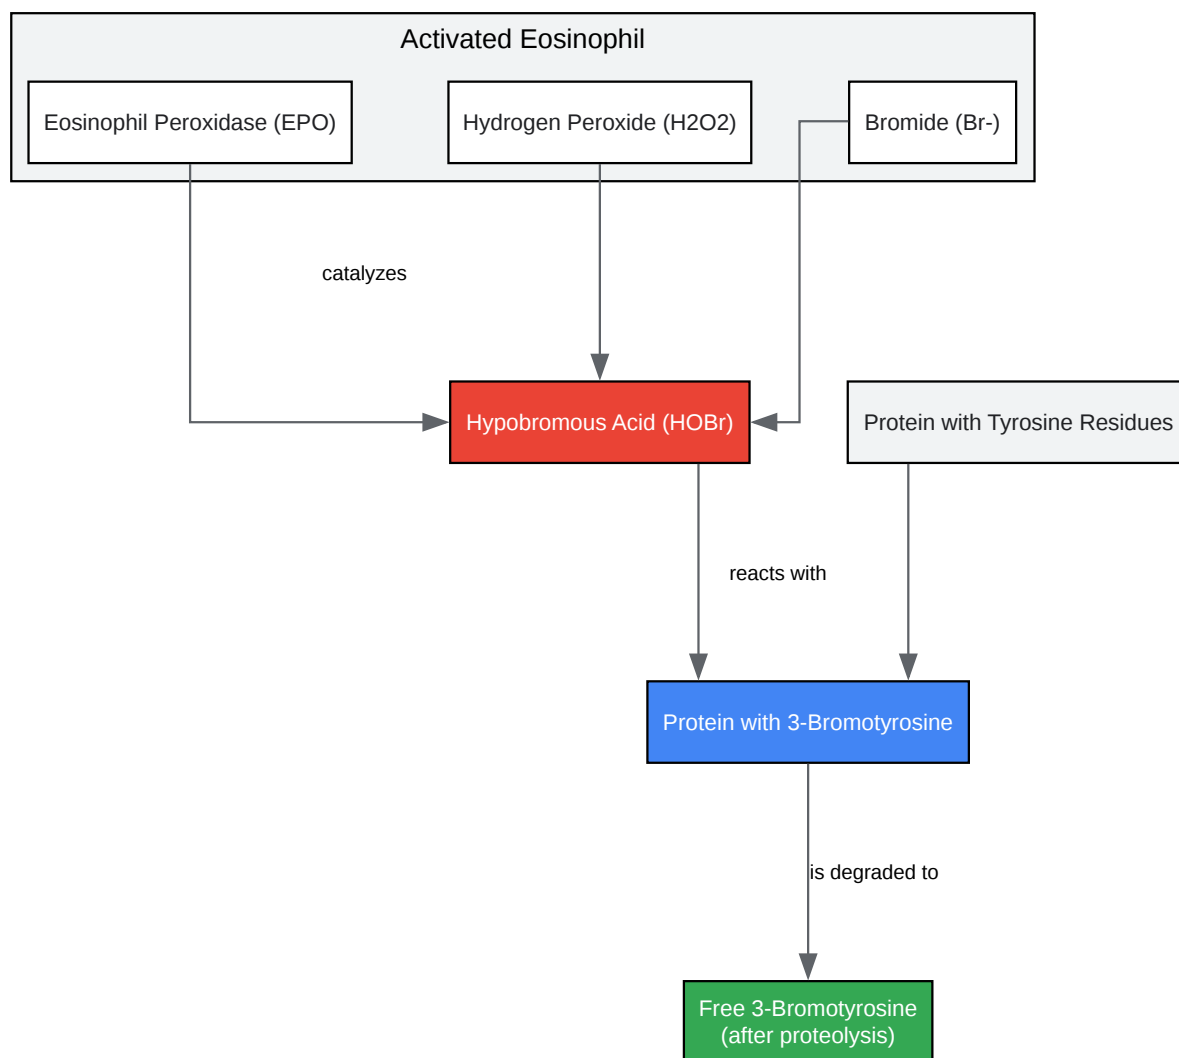 Activated Eosinophil
Eosinophil Peroxidase (EPO)
Hydrogen Peroxide (H2O2)
Bromide (Br-)
catalyzes
Hypobromous Acid (HOBr)
Protein with Tyrosine Residues
reacts with
Protein with 3-Bromotyrosine
is degraded to
Free 3-Bromotyrosine
(after proteolysis)